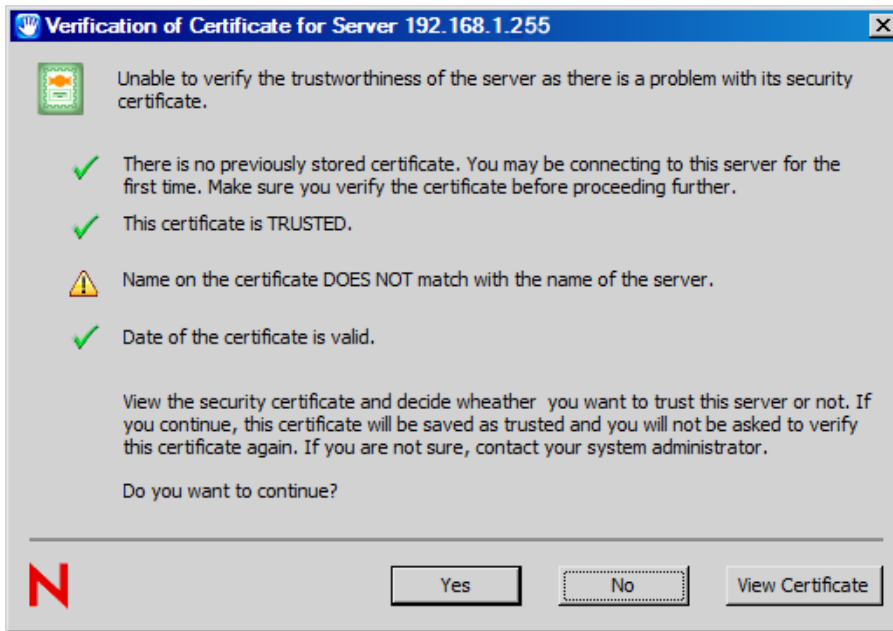 Verification of Certificate for Server 192.168.1.255
Unable to verify the trustworthiness of the server as there is a problem with its security
certificate.
There is no previously stored certificate. You may be connecting to this server for the
first time. Make sure you verify the certificate before proceeding further.
This certificate is TRUSTED.
Name on the certificate DOES NOT match with the name of the server.
Date of the certificate is valid.
View the security certificate and decide wheather  you want to trust this server or not. If
you continue, this certificate will be saved as trusted and you will not be asked to verify
this certificate again. If you are not sure, contact your system administrator.
Do you want to continue?
N
Yes No View Certificate